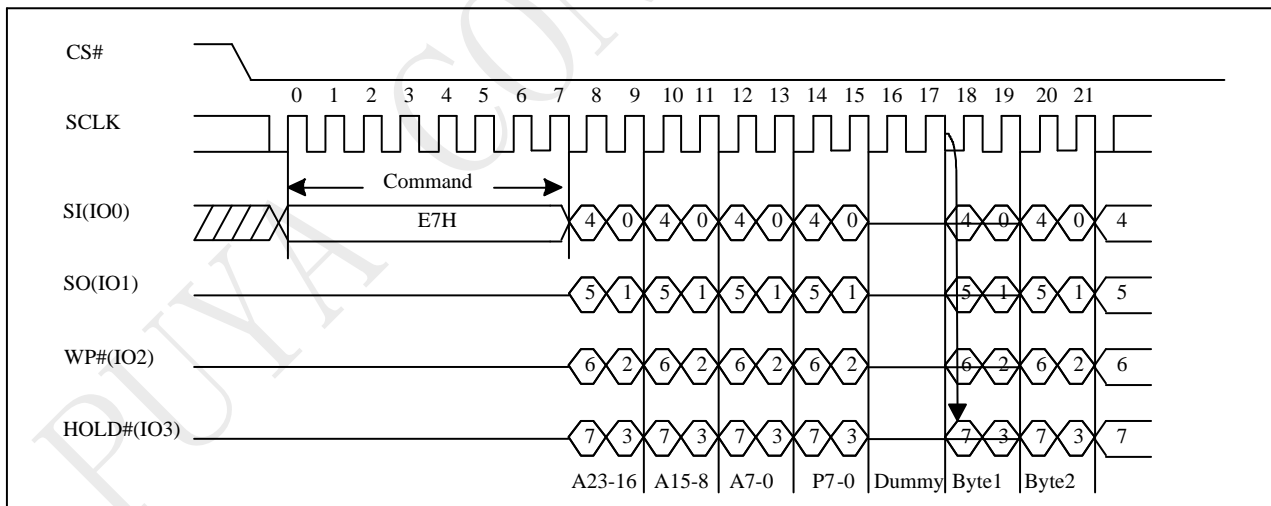 CS#
0 1 2 3 4 5 6 7 8 9 10 11 12 13 14 15 16 17 18 19 20 21
SCLK
Command
SI(IO0)
E7H
4 0 4 0 4 0 4 0 4 0 4 0 4
SO(IO1)
5 1 5 1 5 1 5 1 5 1 5 1 5
WP#(IO2)
6 2 6 2 6 2 6 2 6 2 6 2 6
HOLD#(IO3)
7 3 7 3 7 3 7 3 7 3 7 3 7
A23-16 A15-8 A7-0 P7-0 Dummy Byte1 Byte2
PUYA CON